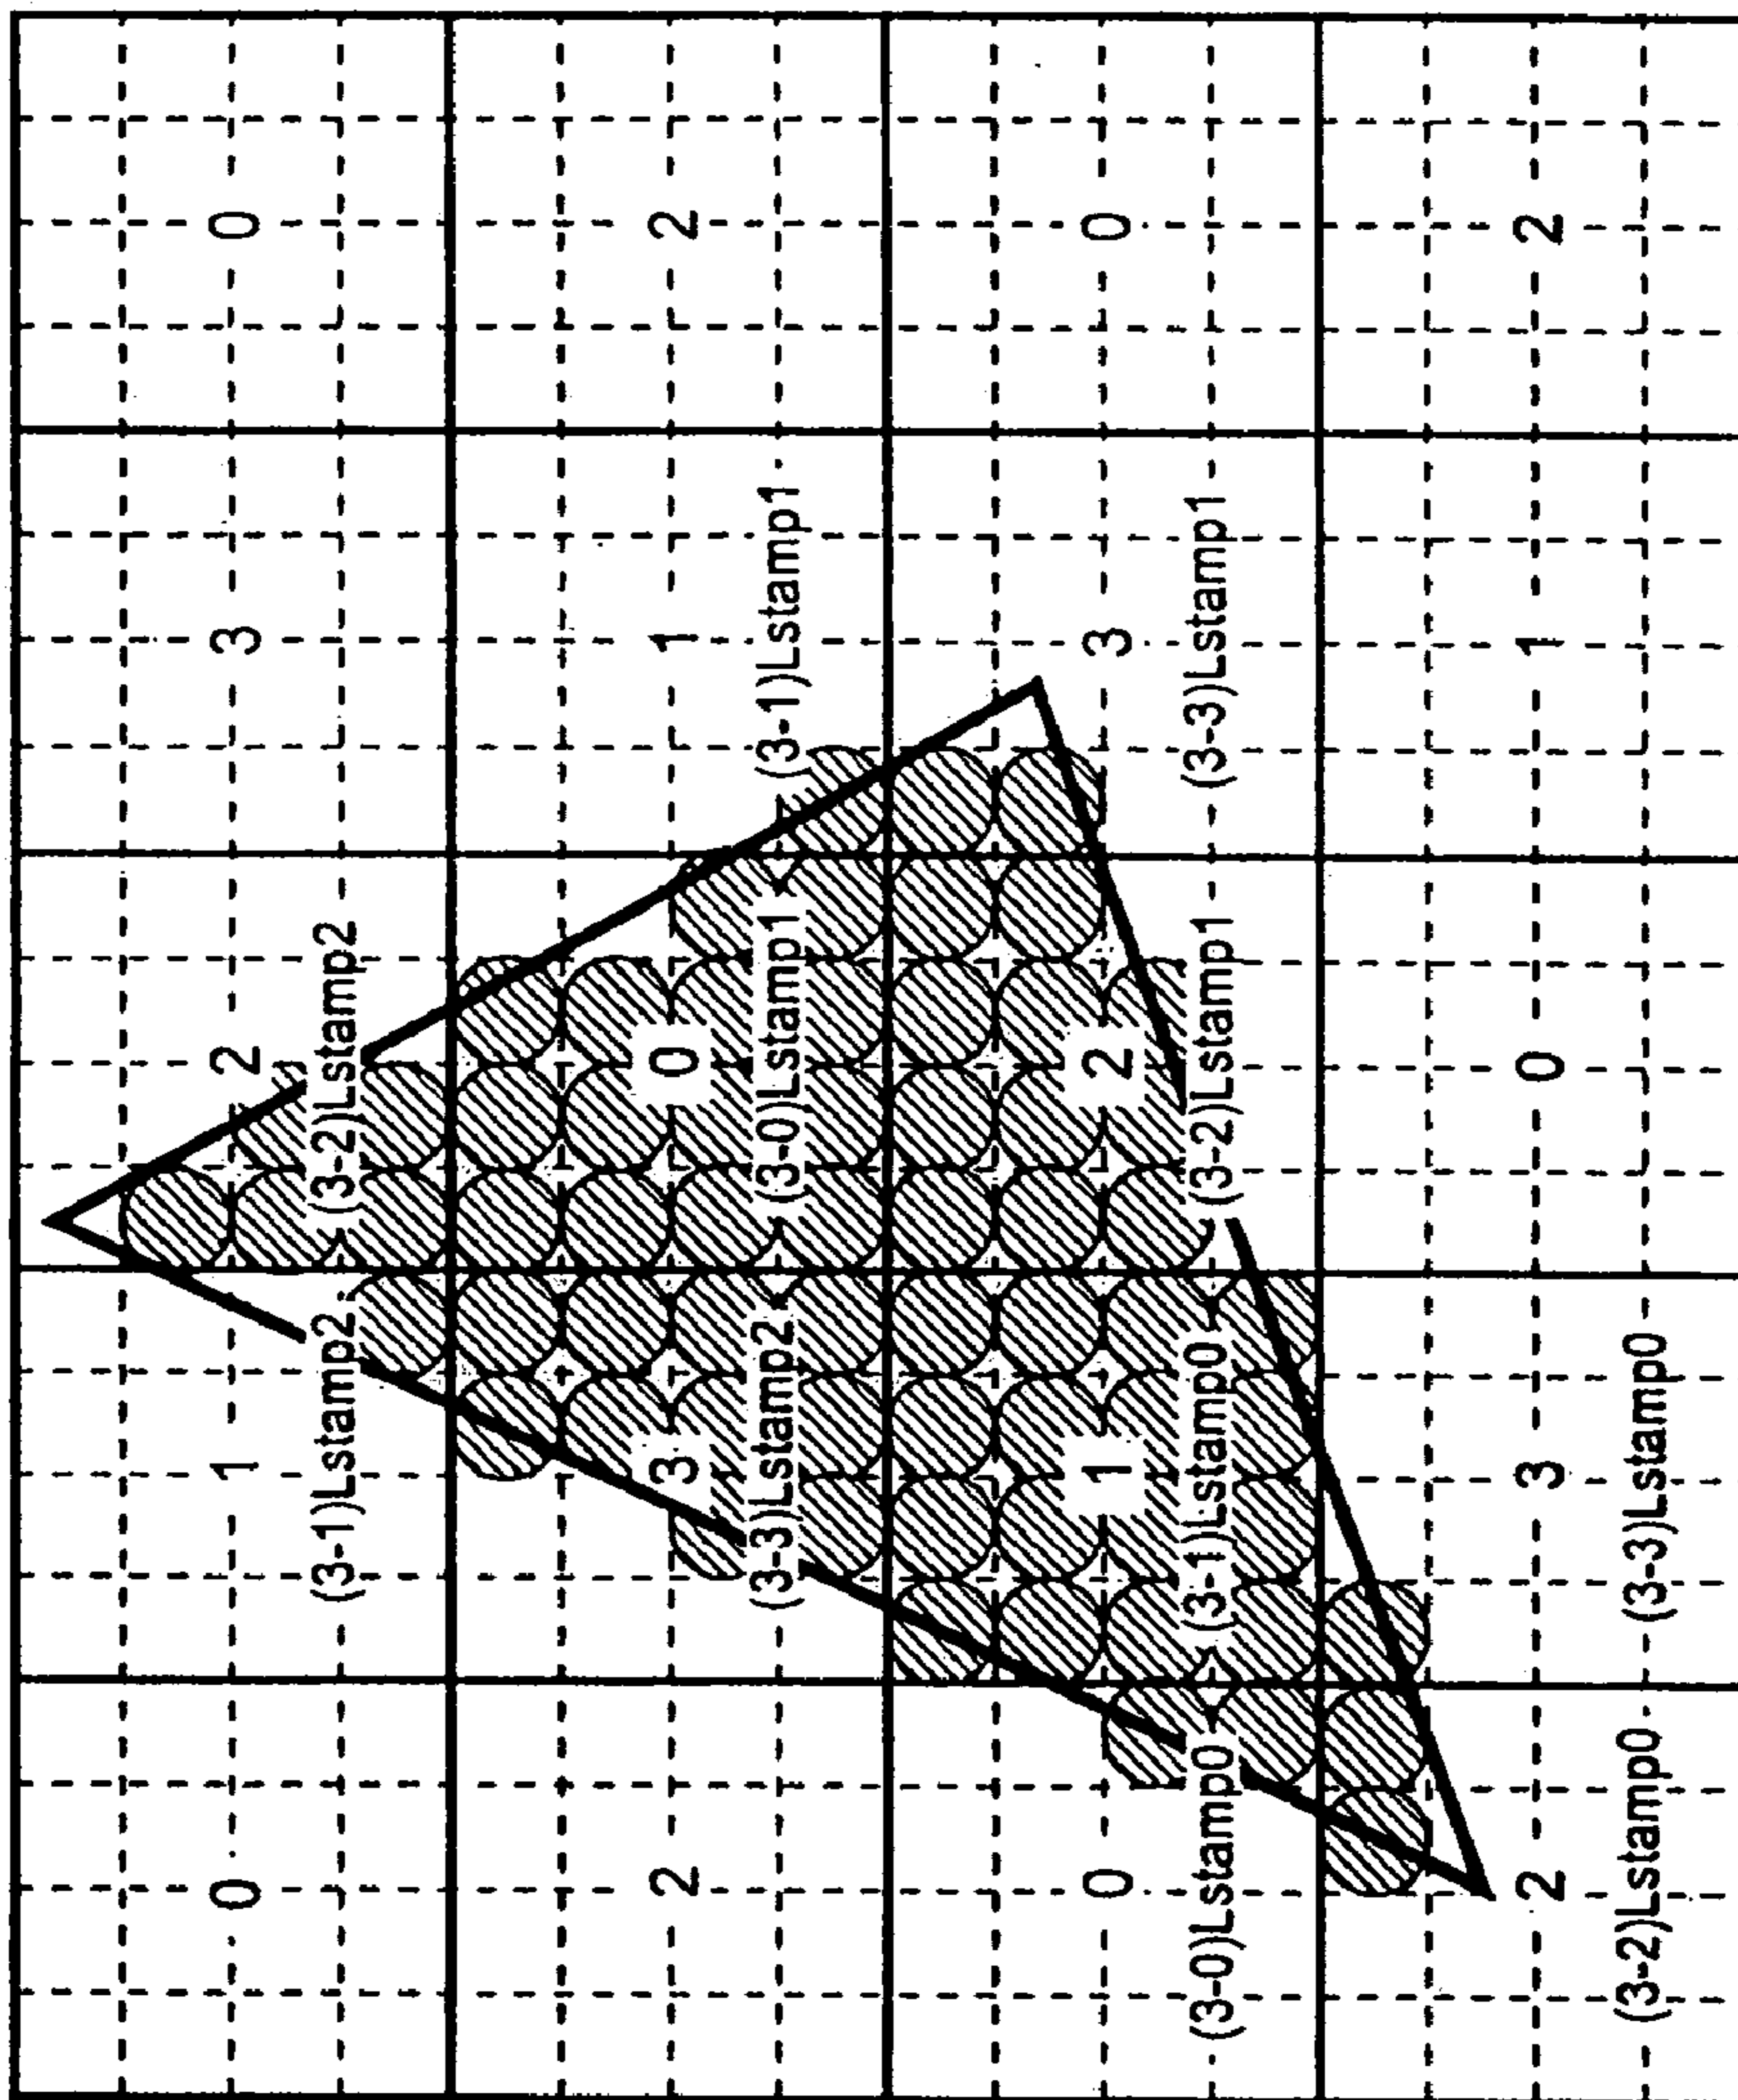 0 1 2 3 0
(3-1)Lstamp2 (3-2)Lstamp2
2 3 0 1 2
(3-3)Lstamp2 (3-0)Lstamp1 (3-1)Lstamp1
0 1 2 3 0
(3-0)Lstamp0 (3-1)Lstamp0 (3-2)Lstamp1 (3-3)Lstamp1
2 3 0 1 2
(3-2)Lstamp0 (3-3)Lstamp0